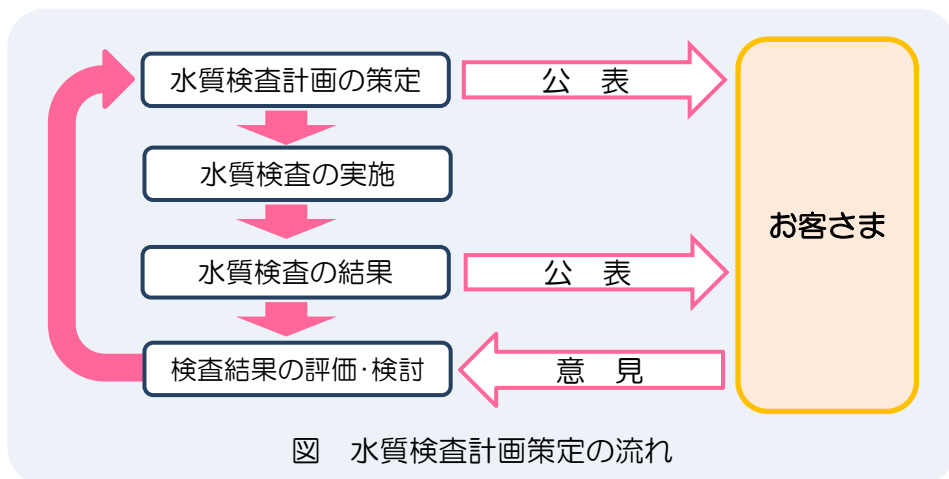 水質検査計画の策定
公 表
水質検査の実施
お客さま
水質検査の結果
公 表
検査結果の評価･検討
意 見
図 水質検査計画策定の流れ